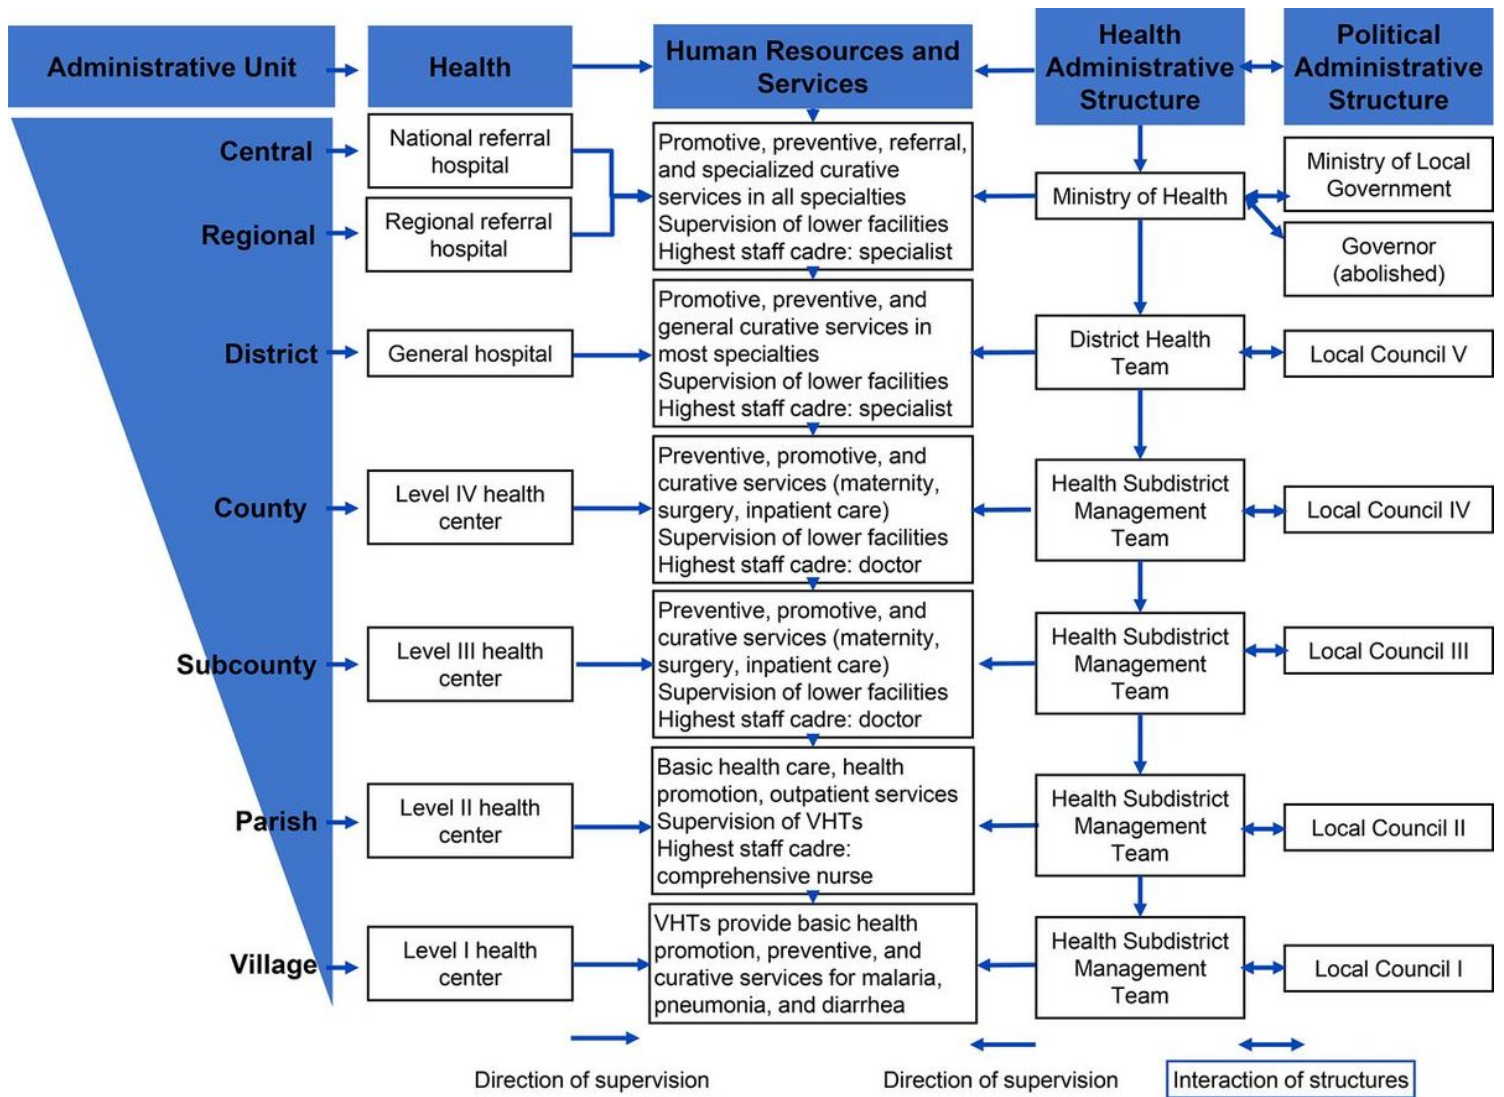 Administrative Unit
Health
Human Resources and
Services
Health
Administrative
Structure
Political
Administrative
Structure
Central
National referral
hospital
Regional
Regional referral
hospital
Promotive, preventive, referral,
and specialized curative
services in all specialties
Supervision of lower facilities
Highest staff cadre: specialist
Ministry of Health
Ministry of Local
Government
Governor
(abolished)
District
General hospital
Promotive, preventive, and
general curative services in
most specialties
Supervision of lower facilities
Highest staff cadre: specialist
District Health
Team
Local Council V
County
Level IV health
center
Preventive, promotive, and
curative services (maternity,
surgery, inpatient care)
Supervision of lower facilities
Highest staff cadre: doctor
Health Subdistrict
Management
Team
Local Council IV
Subcounty
Level III health
center
Preventive, promotive, and
curative services (maternity,
surgery, inpatient care)
Supervision of lower facilities
Highest staff cadre: doctor
Health Subdistrict
Management
Team
Local Council III
Parish
Level II health
center
Basic health care, health
promotion, outpatient services
Supervision of VHTs
Highest staff cadre:
comprehensive nurse
Health Subdistrict
Management
Team
Local Council II
Village
Level I health
center
VHTs provide basic health
promotion, preventive, and
curative services for malaria,
pneumonia, and diarrhea
Health Subdistrict
Management
Team
Local Council I
Direction of supervision
Direction of supervision
Interaction of structures